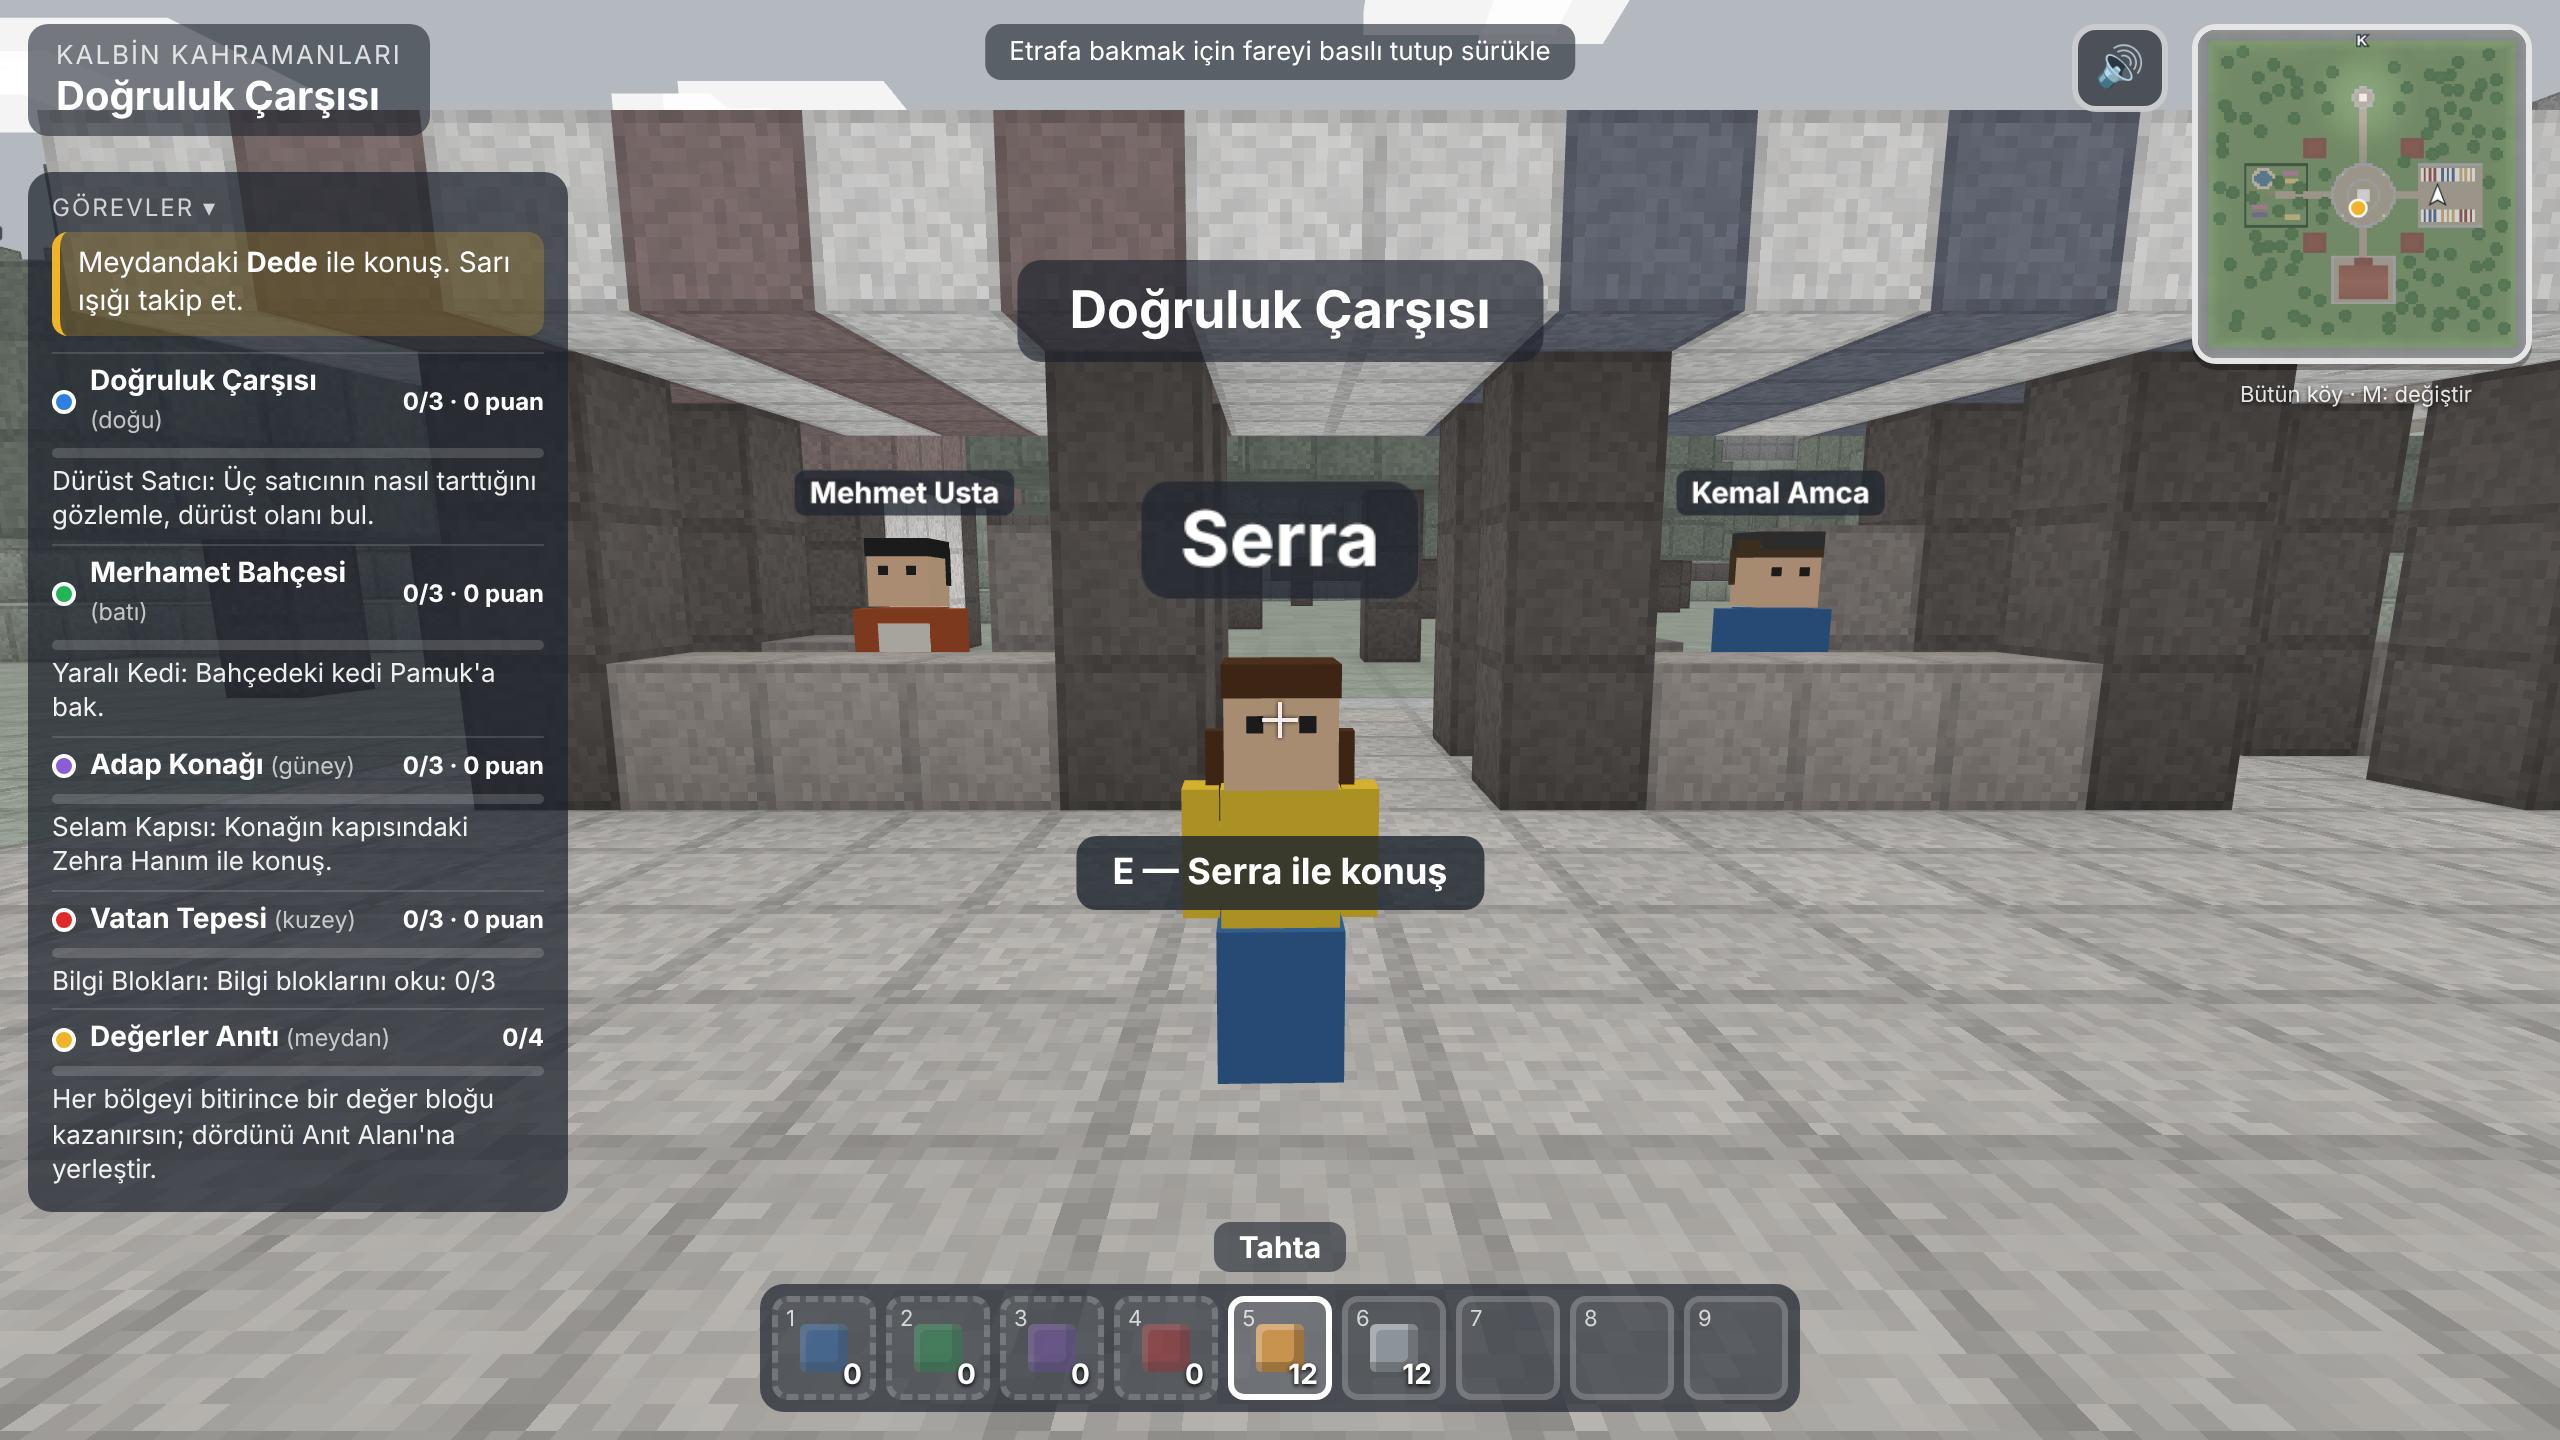 KALBİN KAHRAMANLARI
Doğruluk Çarşısı
Etrafa bakmak için fareyi basılı tutup sürükle
K
Bütün köy · M: değiştir
GÖREVLER ▾
Meydandaki Dede ile konuş. Sarı
ışığı takip et.
Doğruluk Çarşısı
(doğu)
0/3 · 0 puan
Dürüst Satıcı: Üç satıcının nasıl tarttığını
gözlemle, dürüst olanı bul.
Merhamet Bahçesi
(batı)
0/3 · 0 puan
Yaralı Kedi: Bahçedeki kedi Pamuk'a
bak.
Adap Konağı (güney) 0/3 · 0 puan
Selam Kapısı: Konağın kapısındaki
Zehra Hanım ile konuş.
Vatan Tepesi (kuzey) 0/3 · 0 puan
Bilgi Blokları: Bilgi bloklarını oku: 0/3
Değerler Anıtı (meydan) 0/4
Her bölgeyi bitirince bir değer bloğu
kazanırsın; dördünü Anıt Alanı'na
yerleştir.
Doğruluk Çarşısı
Mehmet Usta
Serra
Kemal Amca
E — Serra ile konuş
Tahta
1 0
2 0
3 0
4 0
5 12
6 12
7
8
9